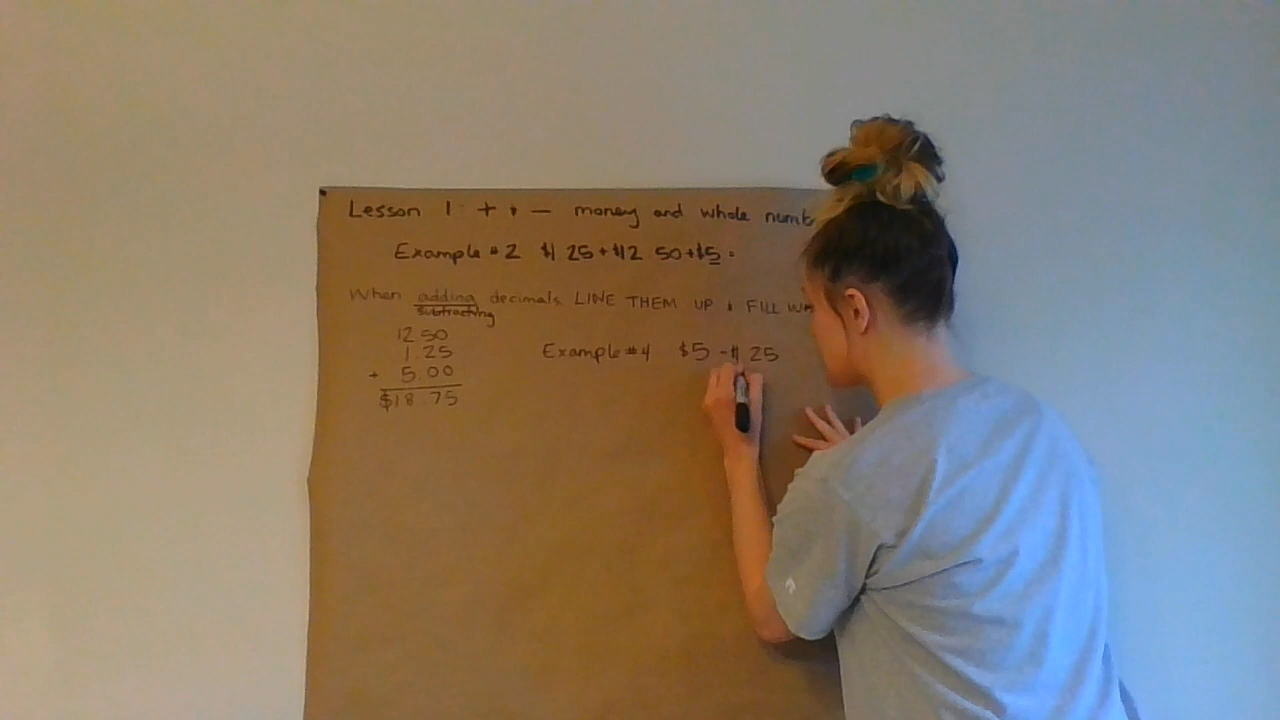 Lesson 1: + & - money and whole numb
Example #2 $1.25+$12.50+$5=
When adding decimals, LINE THEM UP & FILL
subtracting
12.50
1.25
Example #4 $5 -$1.25
+ 5.00
$18.75